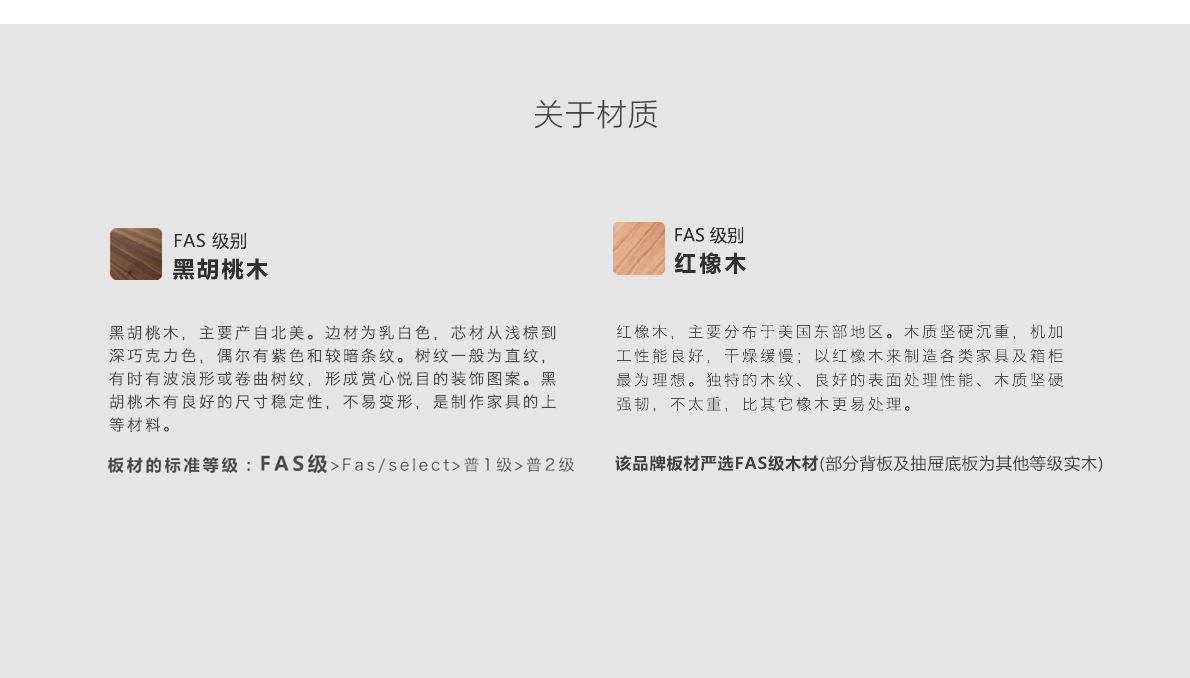 关于材质
FAS 级别
黑胡桃木
黑胡桃木，主要产自北美。边材为乳白色，芯材从浅棕到
深巧克力色，偶尔有紫色和较暗条纹。树纹一般为直纹，
有时有波浪形或卷曲树纹，形成赏心悦目的装饰图案。黑
胡桃木有良好的尺寸稳定性，不易变形，是制作家具的上
等材料。
板材的标准等级：FAS级>Fas/select>普1级>普2级
FAS 级别
红橡木
红橡木，主要分布于美国东部地区。木质坚硬沉重，机加
工性能良好，干燥缓慢；以红橡木来制造各类家具及箱柜
最为理想。独特的木纹、良好的表面处理性能、木质坚硬
强韧，不太重，比其它橡木更易处理。
该品牌板材严选FAS级木材(部分背板及抽屉底板为其他等级实木)